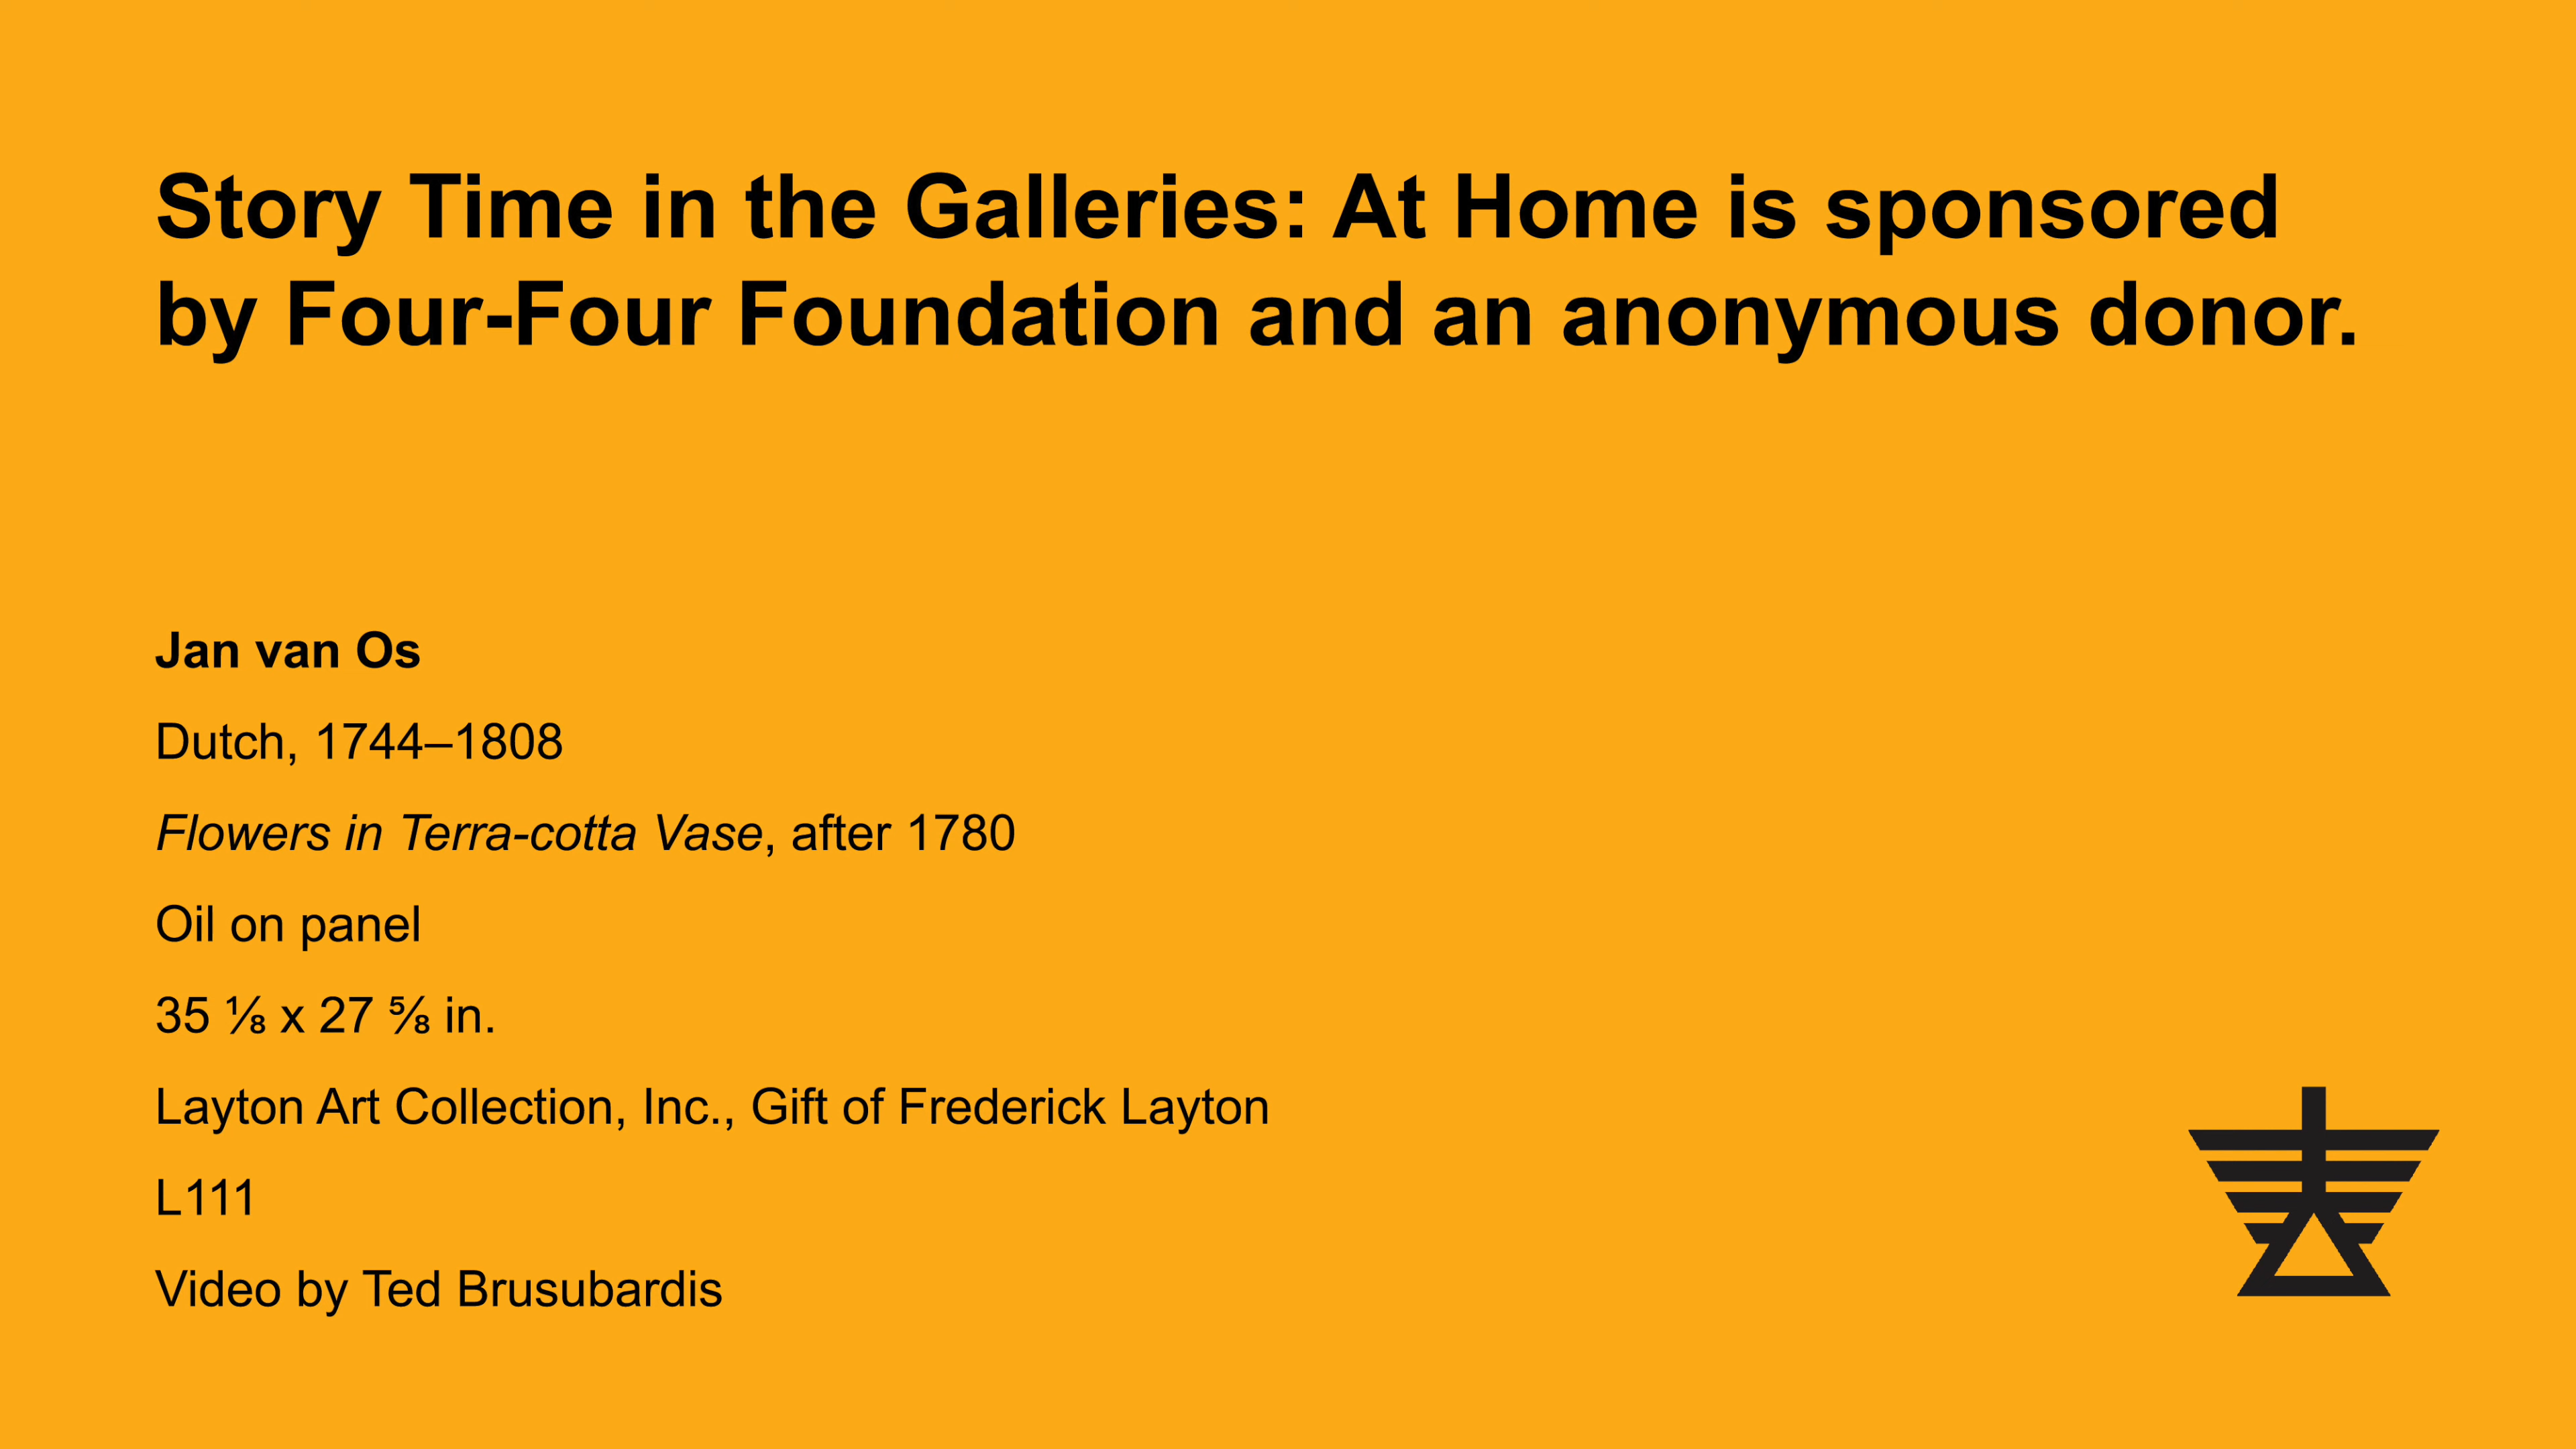 Story Time in the Galleries: At Home is sponsored
by Four-Four Foundation and an anonymous donor.
Jan van Os
Dutch, 1744–1808
Flowers in Terra-cotta Vase, after 1780
Oil on panel
35 ⅛ x 27 ⅝ in.
Layton Art Collection, Inc., Gift of Frederick Layton
L111
Video by Ted Brusubardis